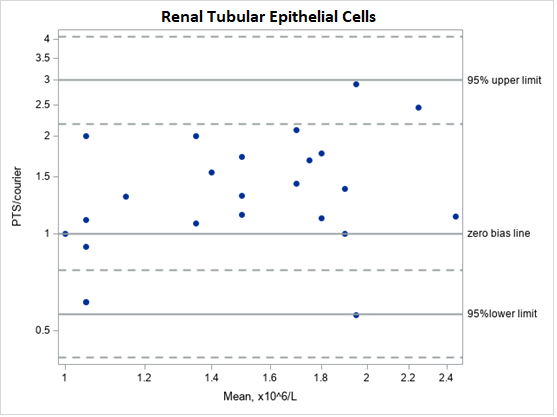 Renal Tubular Epithelial Cells
4
3.5
3
2.5
2
1.5
1
0.5
PTS/courier
95% upper limit
zero bias line
95%lower limit
1
1.2
1.4
1.6
1.8
2
2.2
2.4
Mean, x10^6/L